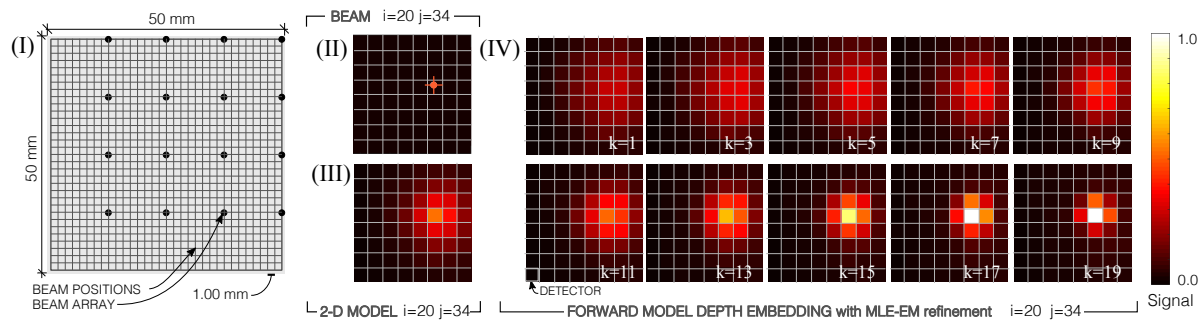 50 mm
BEAM i=20 j=34
(I)
(II)
(IV)
1.0
k=1
k=3
k=5
k=7
k=9
50 mm
(III)
k=11
k=13
k=15
k=17
k=19
BEAM POSITIONS
BEAM ARRAY
1.00 mm
DETECTOR
0.0
Signal
2-D MODEL i=20 j=34
FORWARD MODEL DEPTH EMBEDDING with MLE-EM refinement i=20 j=34